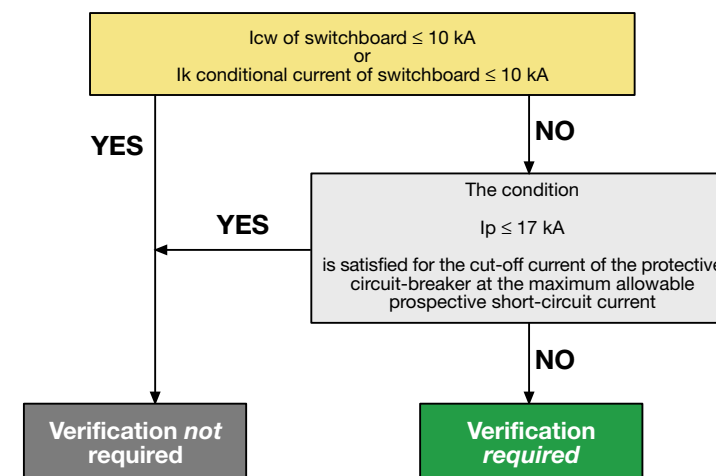 Icw of switchboard ≤ 10 kA
or
Ik conditional current of switchboard ≤ 10 kA
YES
NO
The condition
YES
Ip ≤ 17 kA
is satisfied for the cut-off current of the protective
circuit-breaker at the maximum allowable
prospective short-circuit current
NO
Verification not
required
Verification
required